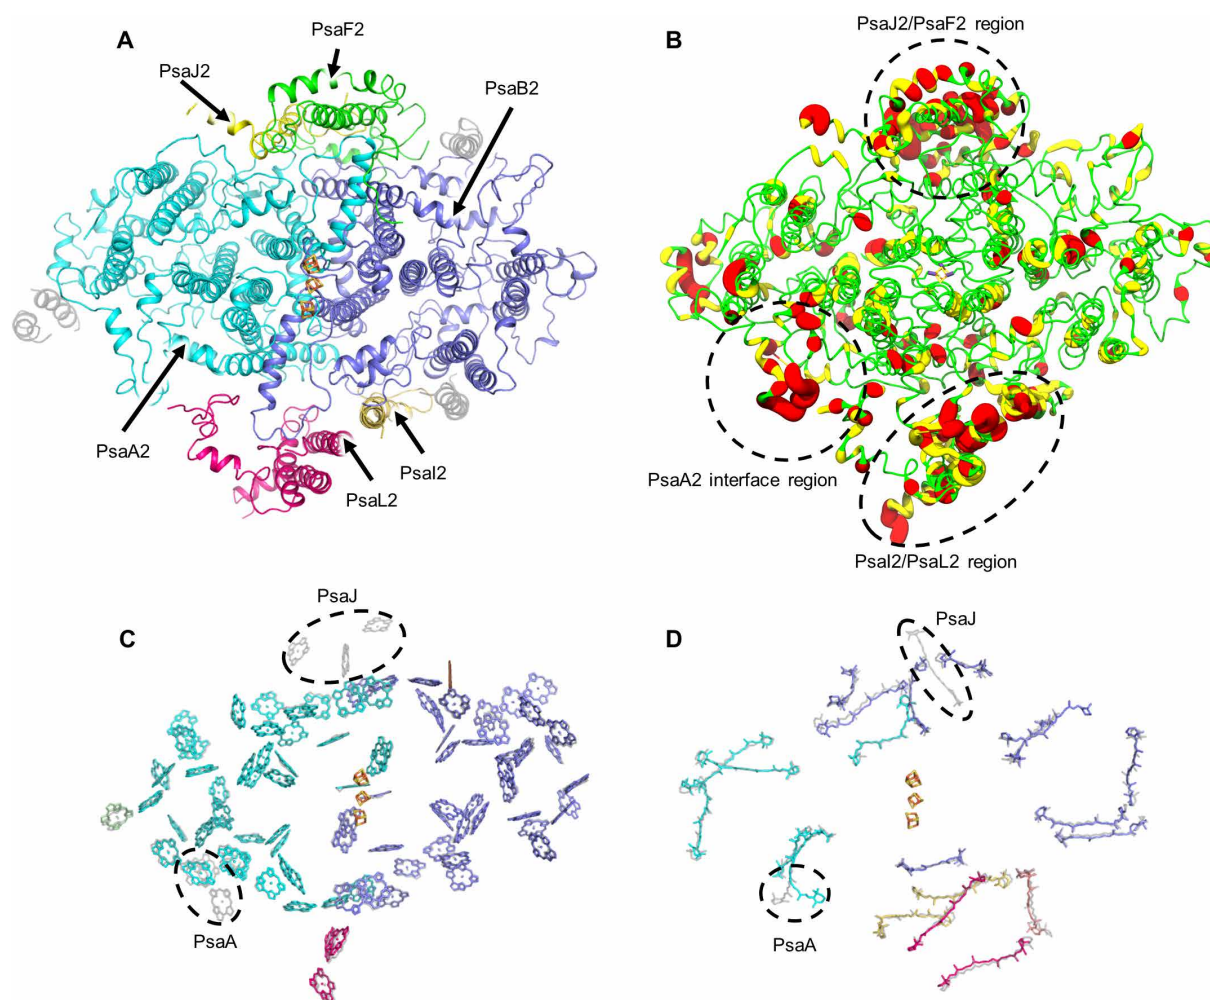 A
PsaF2
PsaJ2
PsaB2
PsaA2
PsaL2
PsaI2
B
PsaJ2/PsaF2 region
PsaA2 interface region
PsaI2/PsaL2 region
C
PsaJ
PsaA
D
PsaJ
PsaA